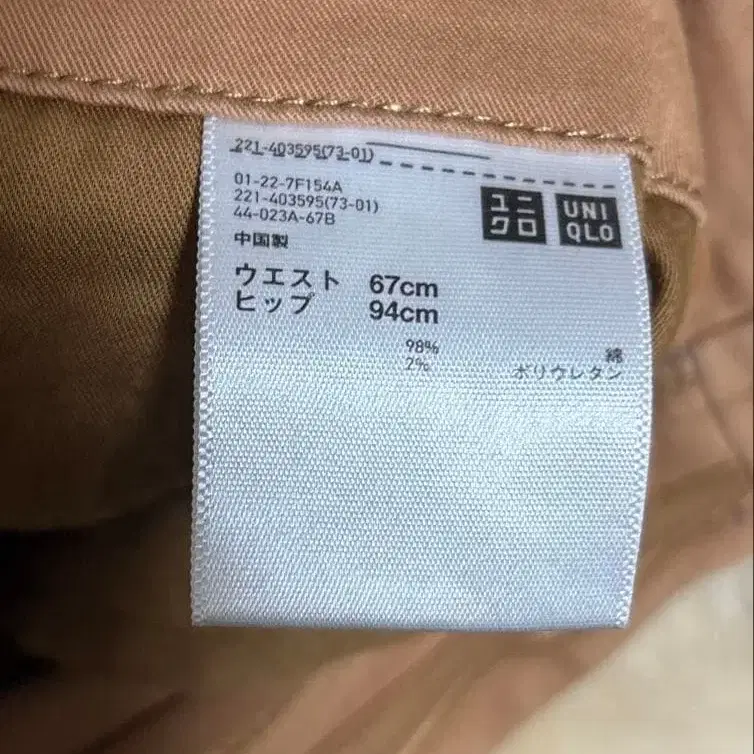 221-403595(73-01)
01-22-7F154A
221-403595(73-01)
44-023A-67B
中国製
ユニクロ
UNIQLO
ウエスト 67cm
ヒップ 94cm
98% 綿
2% ポリウレタン